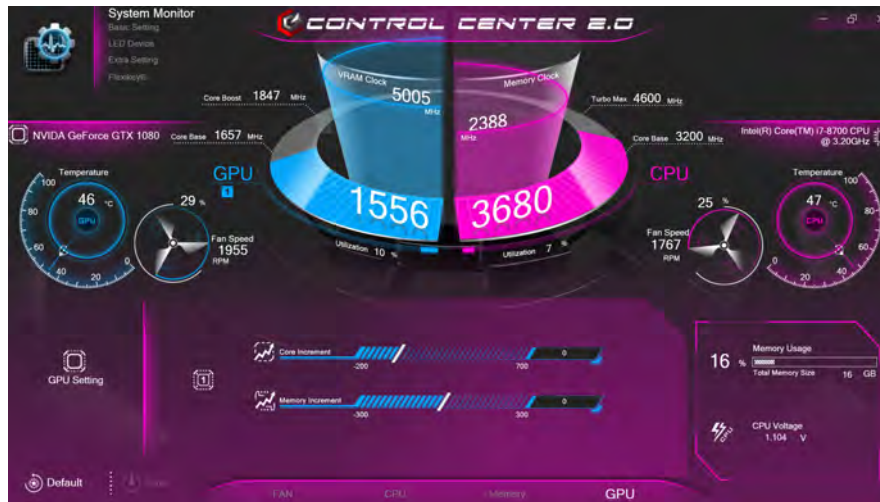 System Monitor
Basic Setting
LED Device
Extra Setting
Flexikey®
CONTROL CENTER 2.0
VRAM Clock
5005
MHz
Memory Clock
2388
MHz
Core Boost 1847 MHz
Turbo Max 4600 MHz
NVIDIA GeForce GTX 1080
Core Base 1657 MHz
Core Base 3200 MHz
Intel(R) Core(TM) i7-8700 CPU
@ 3.20GHz
GPU
1
CPU
1556
3680
Temperature
100
80
60
40
20
0
46 °C
GPU
29 %
Fan Speed
1955
RPM
Utilization 10 %
Utilization 7 %
25 %
Fan Speed
1767
RPM
Temperature
100
80
60
40
20
0
47 °C
CPU
GPU Setting
1
Core Increment
-200
700
0
Memory Increment
-300
300
0
16 %
Memory Usage
Total Memory Size 16 GB
CPU
CPU Voltage
1.104 V
Default
FAN
CPU
Memory
GPU